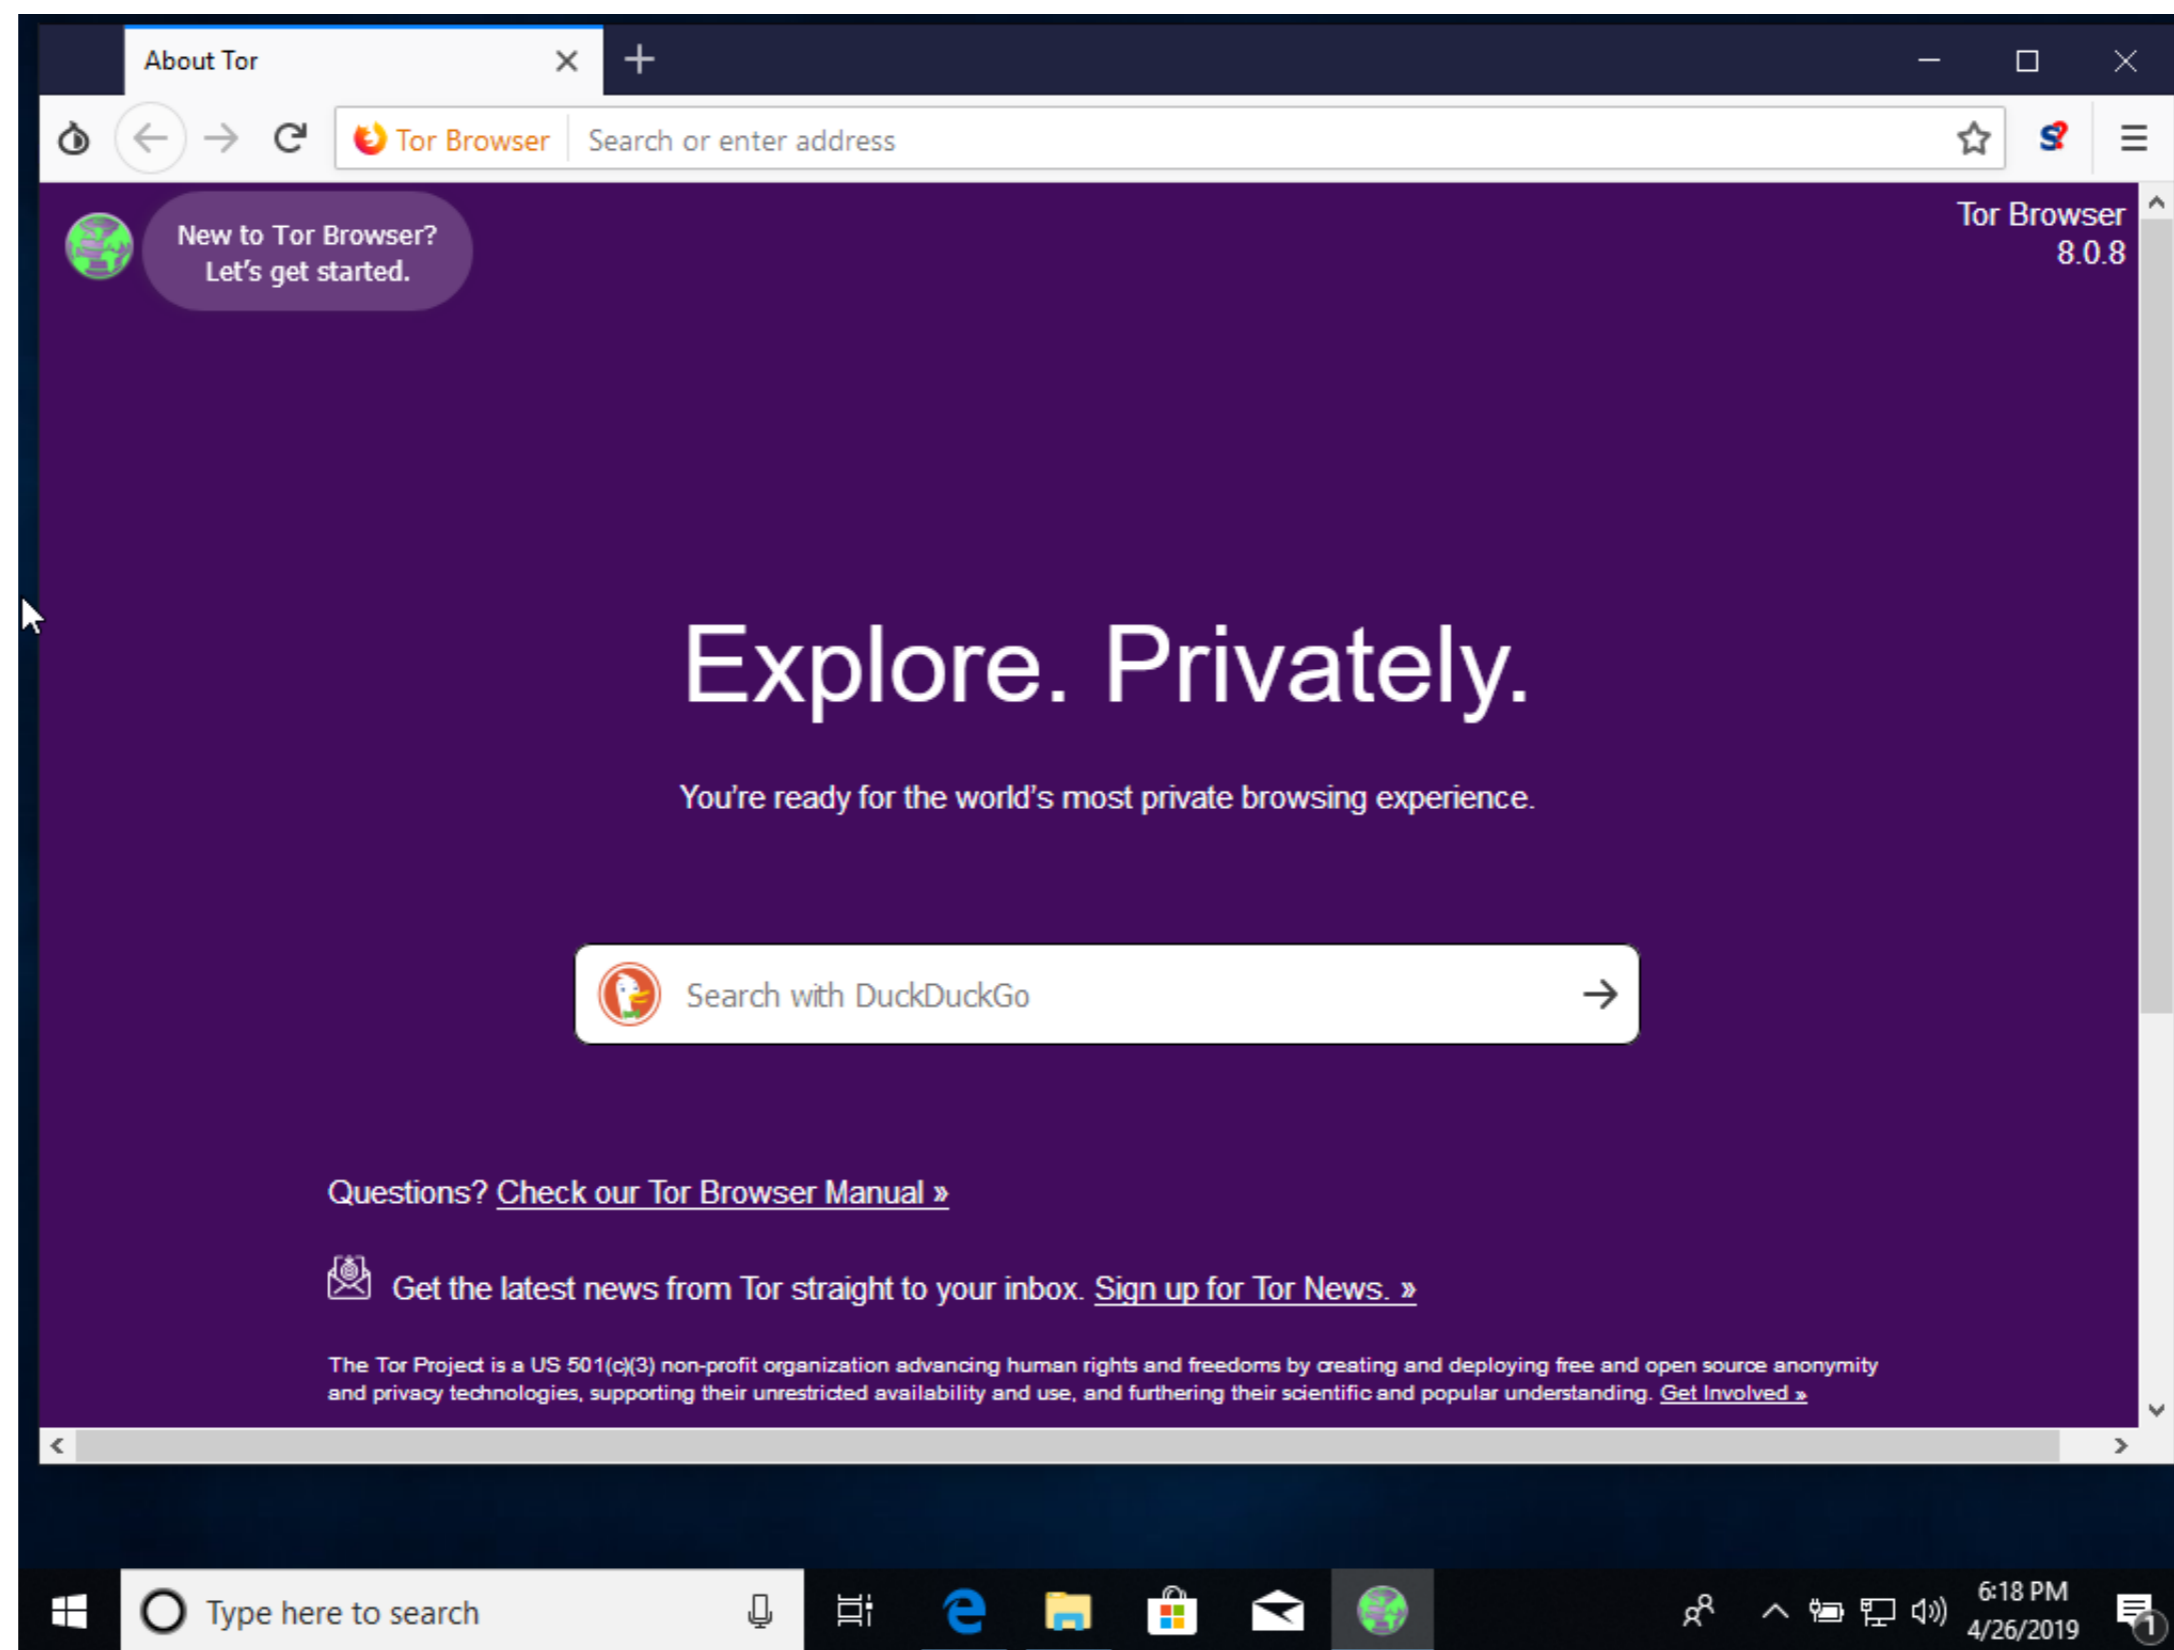 About Tor
Tor Browser
Search or enter address
New to Tor Browser?
Let's get started.
Tor Browser
8.0.8
Explore. Privately.
You're ready for the world's most private browsing experience.
Search with DuckDuckGo
Questions? Check our Tor Browser Manual »
Get the latest news from Tor straight to your inbox. Sign up for Tor News. »
The Tor Project is a US 501(c)(3) non-profit organization advancing human rights and freedoms by creating and deploying free and open source anonymity
and privacy technologies, supporting their unrestricted availability and use, and furthering their scientific and popular understanding. Get Involved »
Type here to search
6:18 PM
4/26/2019
1